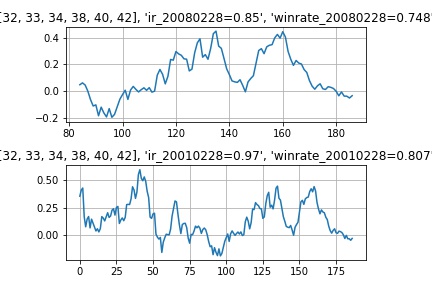 [32, 33, 34, 38, 40, 42], 'ir_20080228=0.85', 'winrate_20080228=0.748'
0.4
0.2
0.0
−0.2
80 100 120 140 160 180
[32, 33, 34, 38, 40, 42], 'ir_20010228=0.97', 'winrate_20010228=0.807'
0.50
0.25
0.00
0 25 50 75 100 125 150 175